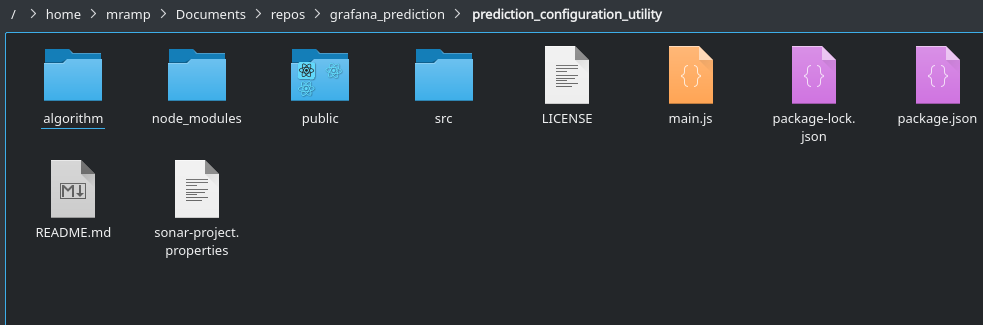 / > home > mramp > Documents > repos > grafana_prediction > prediction_configuration_utility
algorithm node_modules public src LICENSE main.js package-lock.json package.json
README.md sonar-project.properties